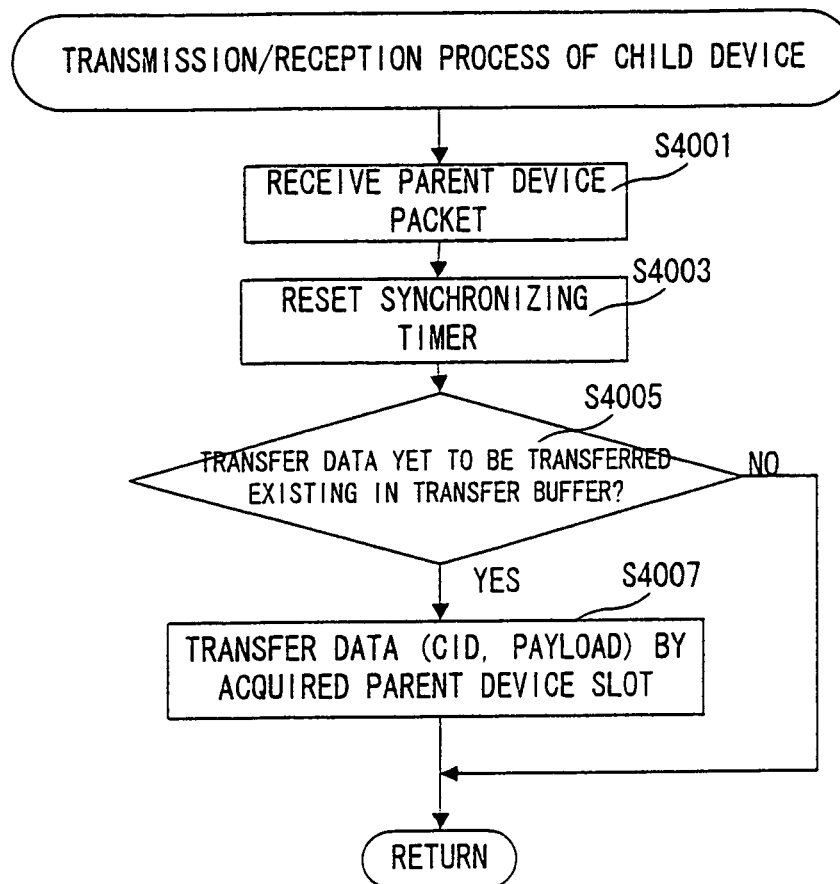 TRANSMISSION/RECEPTION PROCESS OF CHILD DEVICE
S4001
RECEIVE PARENT DEVICE
PACKET
S4003
RESET SYNCHRONIZING
TIMER
S4005
TRANSFER DATA YET TO BE TRANSFERRED
EXISTING IN TRANSFER BUFFER?
NO
YES
S4007
TRANSFER DATA (CID, PAYLOAD) BY
ACQUIRED PARENT DEVICE SLOT
RETURN